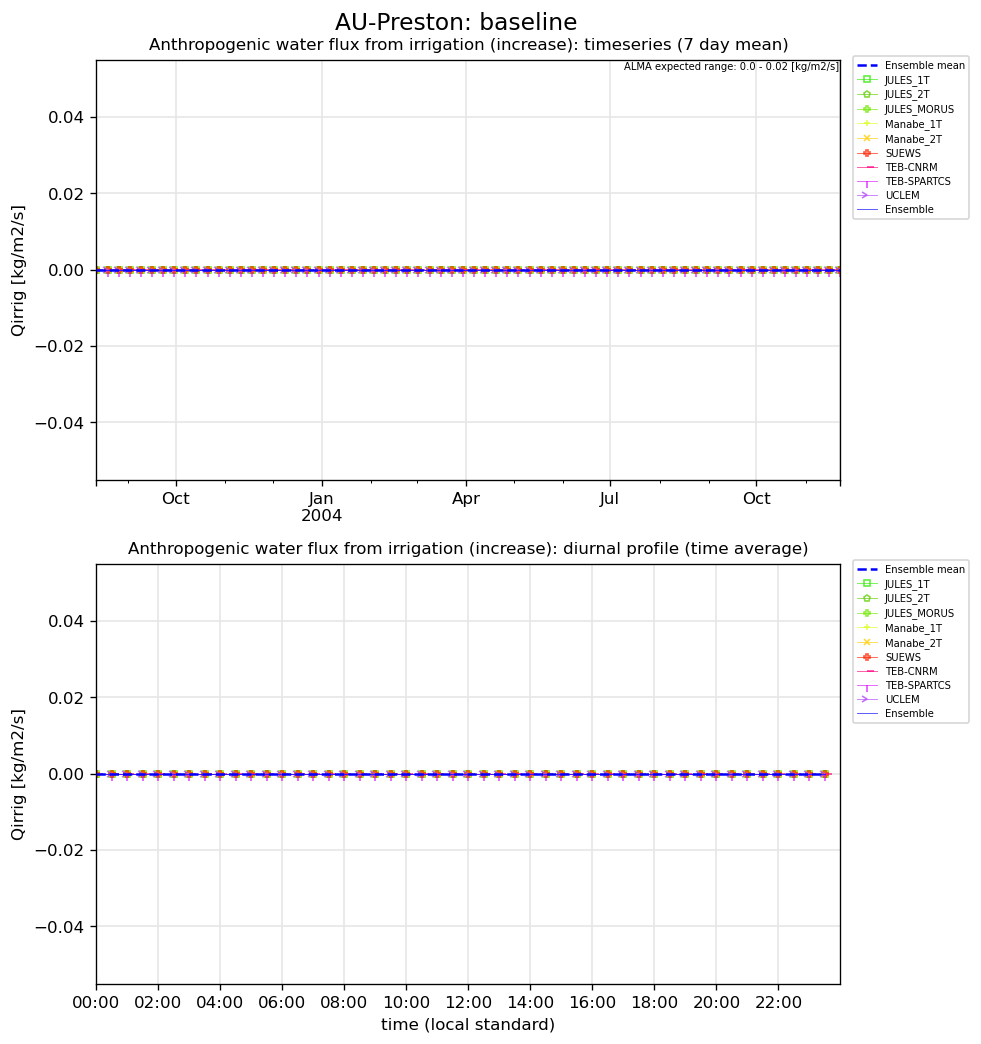 AU-Preston: baseline
Anthropogenic water flux from irrigation (increase): timeseries (7 day mean)
ALMA expected range: 0.0 - 0.02 [kg/m2/s]
Ensemble mean
JULES_1T
JULES_2T
JULES_MORUS
Manabe_1T
Manabe_2T
SUEWS
TEB-CNRM
TEB-SPARTCS
UCLEM
Ensemble
0.04
0.02
0.00
−0.02
−0.04
Qirrig [kg/m2/s]
Oct Jan Apr Jul Oct
2004
Anthropogenic water flux from irrigation (increase): diurnal profile (time average)
Ensemble mean
JULES_1T
JULES_2T
JULES_MORUS
Manabe_1T
Manabe_2T
SUEWS
TEB-CNRM
TEB-SPARTCS
UCLEM
Ensemble
0.04
0.02
0.00
−0.02
−0.04
Qirrig [kg/m2/s]
00:00 02:00 04:00 06:00 08:00 10:00 12:00 14:00 16:00 18:00 20:00 22:00
time (local standard)